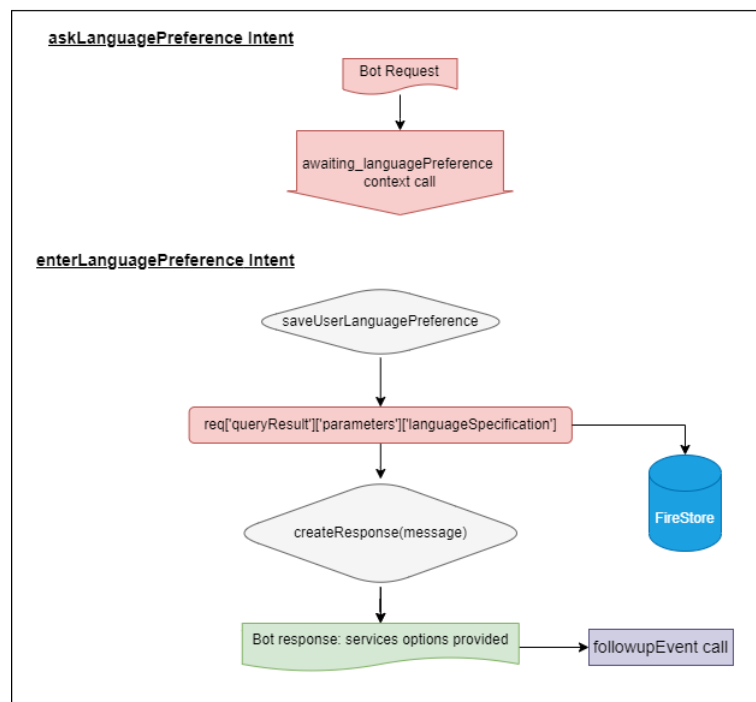 askLanguagePreference Intent
Bot Request
awaiting_languagePreference
context call
enterLanguagePreference Intent
saveUserLanguagePreference
req['queryResult']['parameters']['languageSpecification']
FireStore
createResponse(message)
Bot response: services options provided
followupEvent call